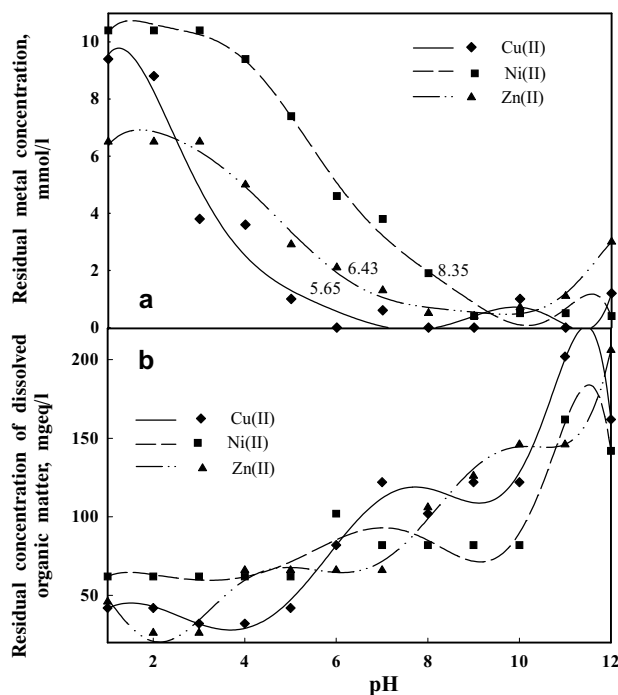 Residual metal concentration,
mmol/l
10
8
6
4
2
0
Cu(II)
Ni(II)
Zn(II)
5.65
6.43
8.35
a
b
Residual concentration of dissolved
organic matter, mgeq/l
200
150
100
50
Cu(II)
Ni(II)
Zn(II)
2
4
6
8
10
12
pH